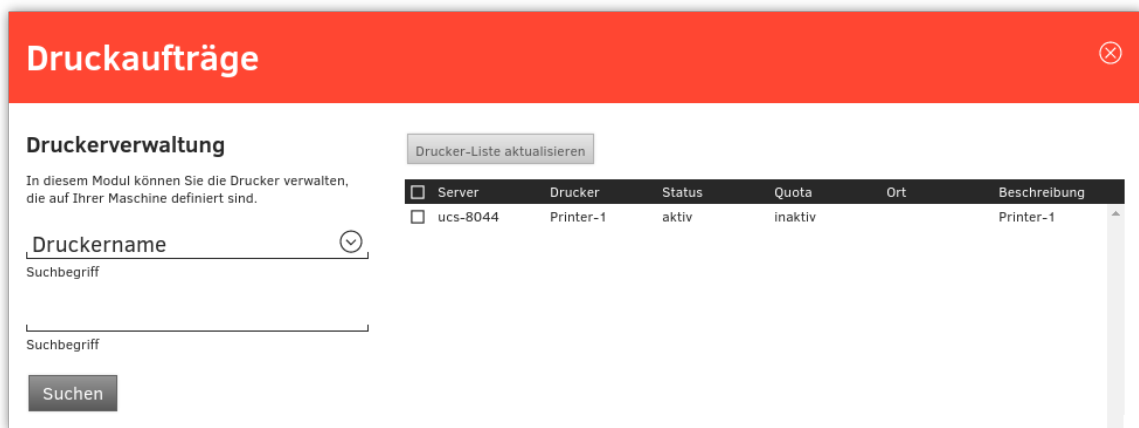 Druckaufträge
Druckerverwaltung
In diesem Modul können Sie die Drucker verwalten,
die auf Ihrer Maschine definiert sind.
Druckername
Suchbegriff
Suchbegriff
Suchen
Drucker-Liste aktualisieren
Server Drucker Status Quota Ort Beschreibung
ucs-8044 Printer-1 aktiv inaktiv Printer-1